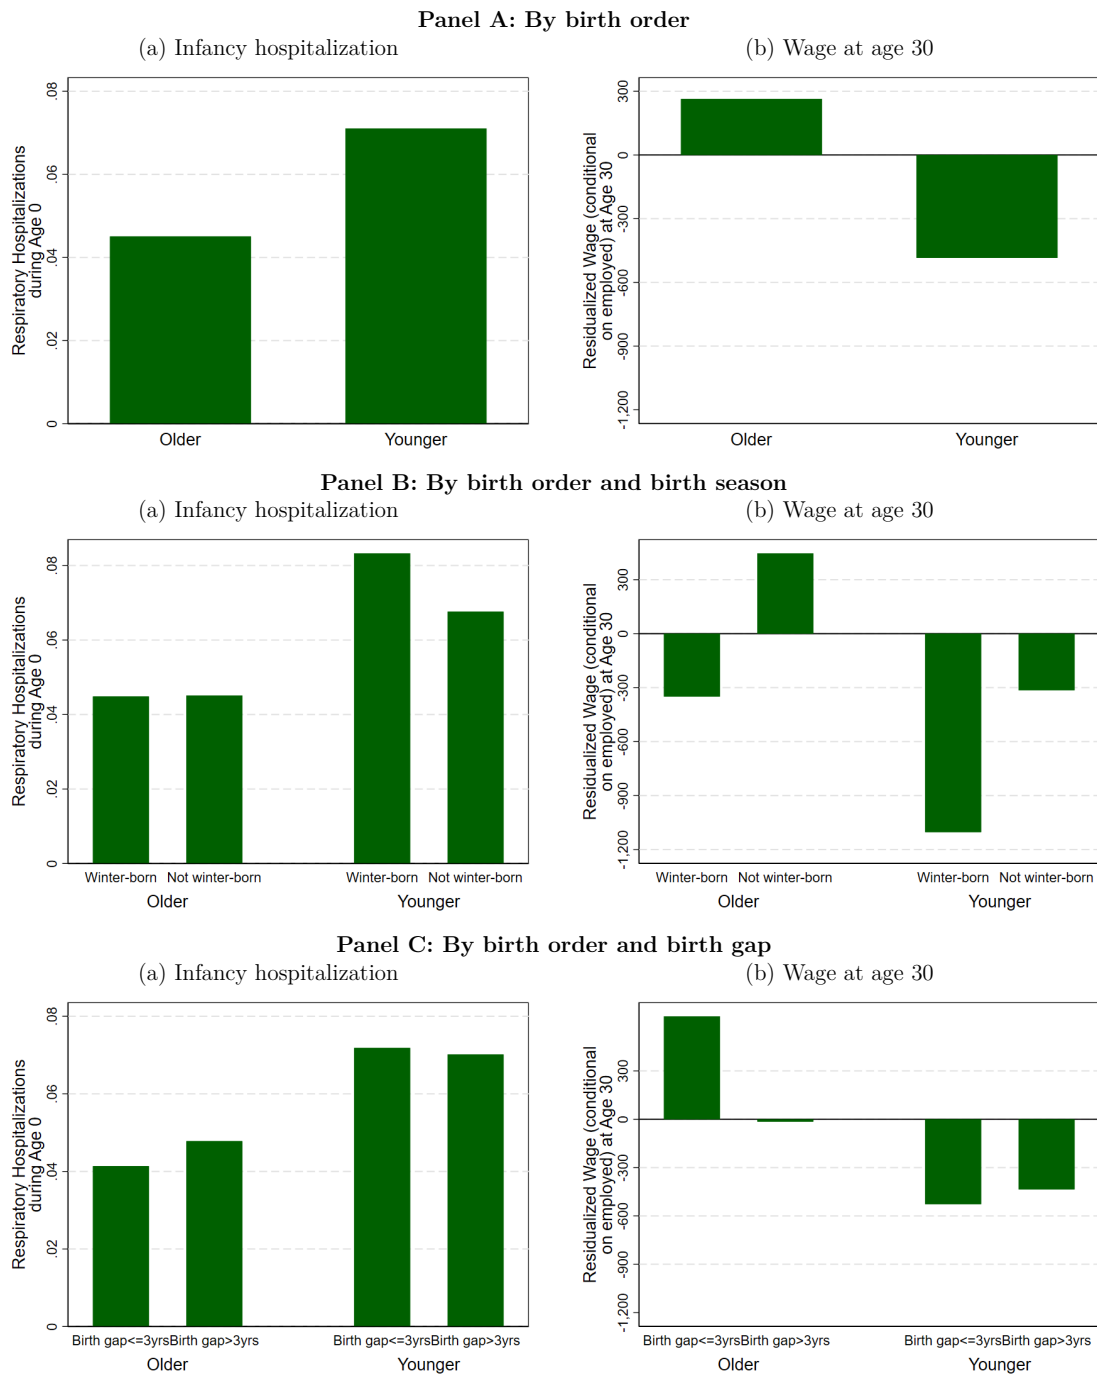 Panel A: By birth order
(a) Infancy hospitalization
Respiratory Hospitalizations
during Age 0
.08
.06
.04
.02
0
Older
Younger
(b) Wage at age 30
Residualized Wage (conditional
on employed) at Age 30
300
0
-300
-600
-900
-1,200
Older
Younger
Panel B: By birth order and birth season
(a) Infancy hospitalization
Respiratory Hospitalizations
during Age 0
.08
.06
.04
.02
0
Winter-born Not winter-born Winter-born Not winter-born
Older Younger
(b) Wage at age 30
Residualized Wage (conditional
on employed) at Age 30
300
0
-300
-600
-900
-1,200
Winter-born Not winter-born Winter-born Not winter-born
Older Younger
Panel C: By birth order and birth gap
(a) Infancy hospitalization
Respiratory Hospitalizations
during Age 0
.08
.06
.04
.02
0
Birth gap<=3yrs Birth gap>3yrs Birth gap<=3yrs Birth gap>3yrs
Older Younger
(b) Wage at age 30
Residualized Wage (conditional
on employed) at Age 30
300
0
-300
-600
-900
-1,200
Birth gap<=3yrs Birth gap>3yrs Birth gap<=3yrs Birth gap>3yrs
Older Younger